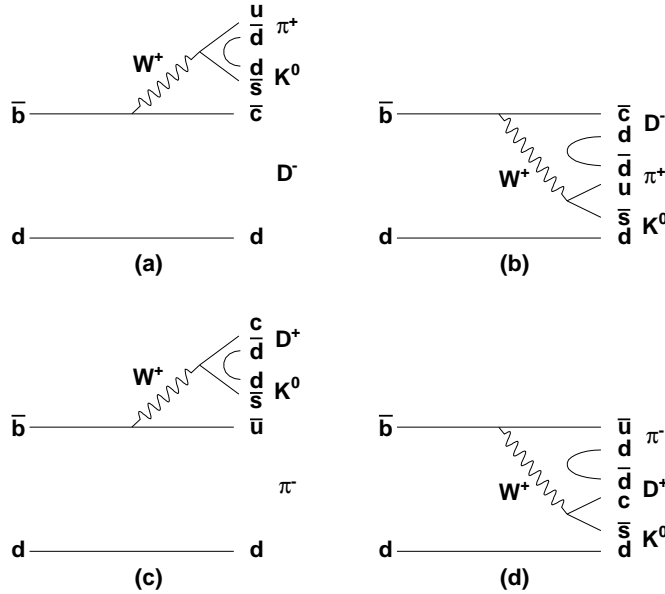 u π⁺
d̅
W⁺ d K⁰
s̅
b̅ c̅
D⁻
d d
(a)
b̅ c̅ D⁻
d
d̅ π⁺
W⁺ u
s̅ K⁰
d d
(b)
c D⁺
d̅
W⁺ d K⁰
s̅
b̅ u̅
π⁻
d d
(c)
b̅ u̅ π⁻
d
d̅ D⁺
W⁺ c
s̅ K⁰
d d
(d)